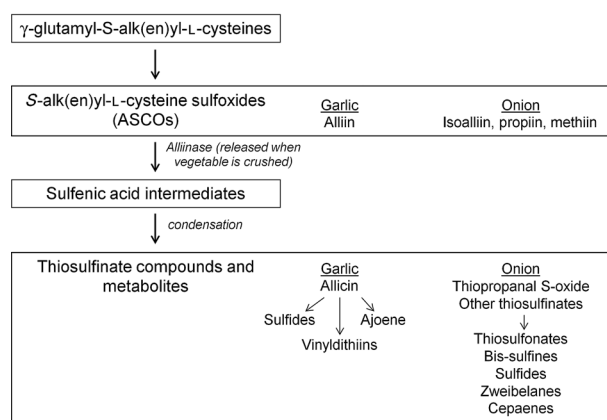 γ-glutamyl-S-alk(en)yl-L-cysteines
S-alk(en)yl-L-cysteine sulfoxides
(ASCOs)
Garlic
Alliin
Onion
Isoalliin, propiin, methiin
Alliinase (released when
vegetable is crushed)
Sulfenic acid intermediates
condensation
Thiosulfinate compounds and
metabolites
Garlic
Allicin
Sulfides
Ajoene
Vinyldithiins
Onion
Thiopropanal S-oxide
Other thiosulfinates
Thiosulfonates
Bis-sulfines
Sulfides
Zweibelanes
Cepaenes